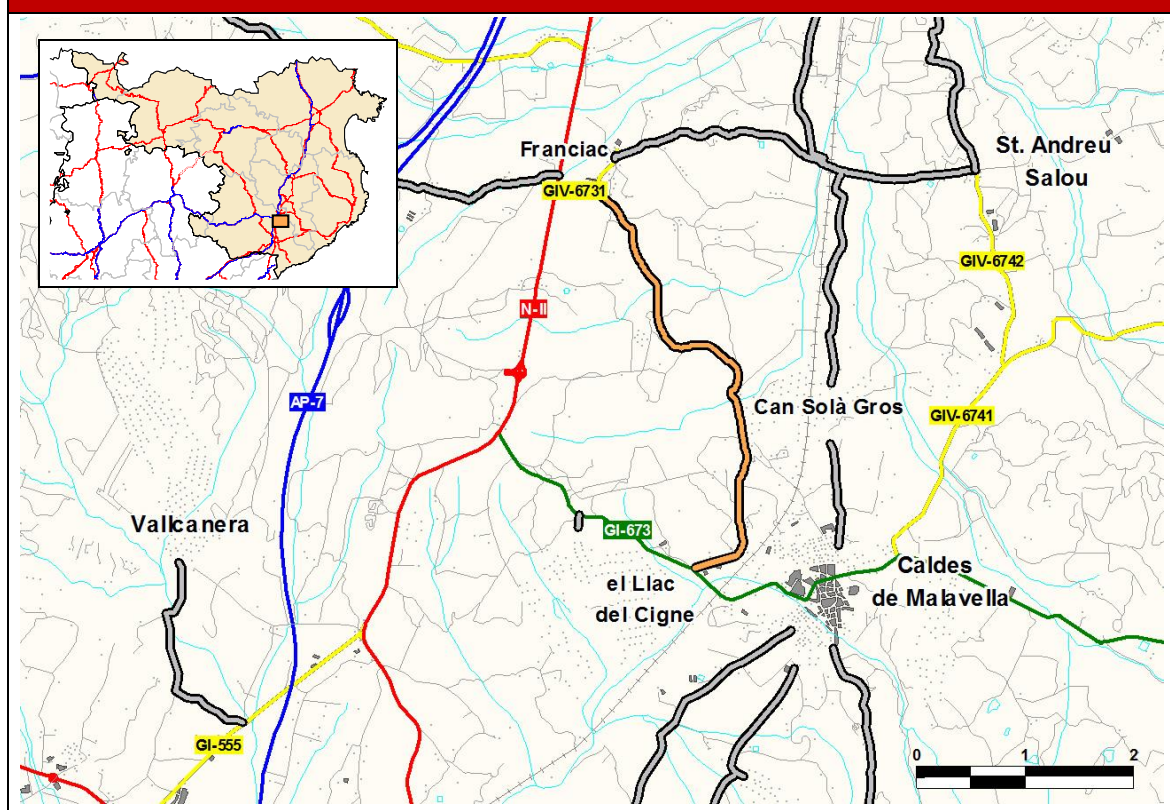 Franciac
St. Andreu
Salou
GIV-6731
GIV-6742
N-II
AP-7
Can Solà Gros
GIV-6741
Vallcanera
GI-673
el Llac
del Cigne
Caldes
de Malavella
GI-555
0 1 2